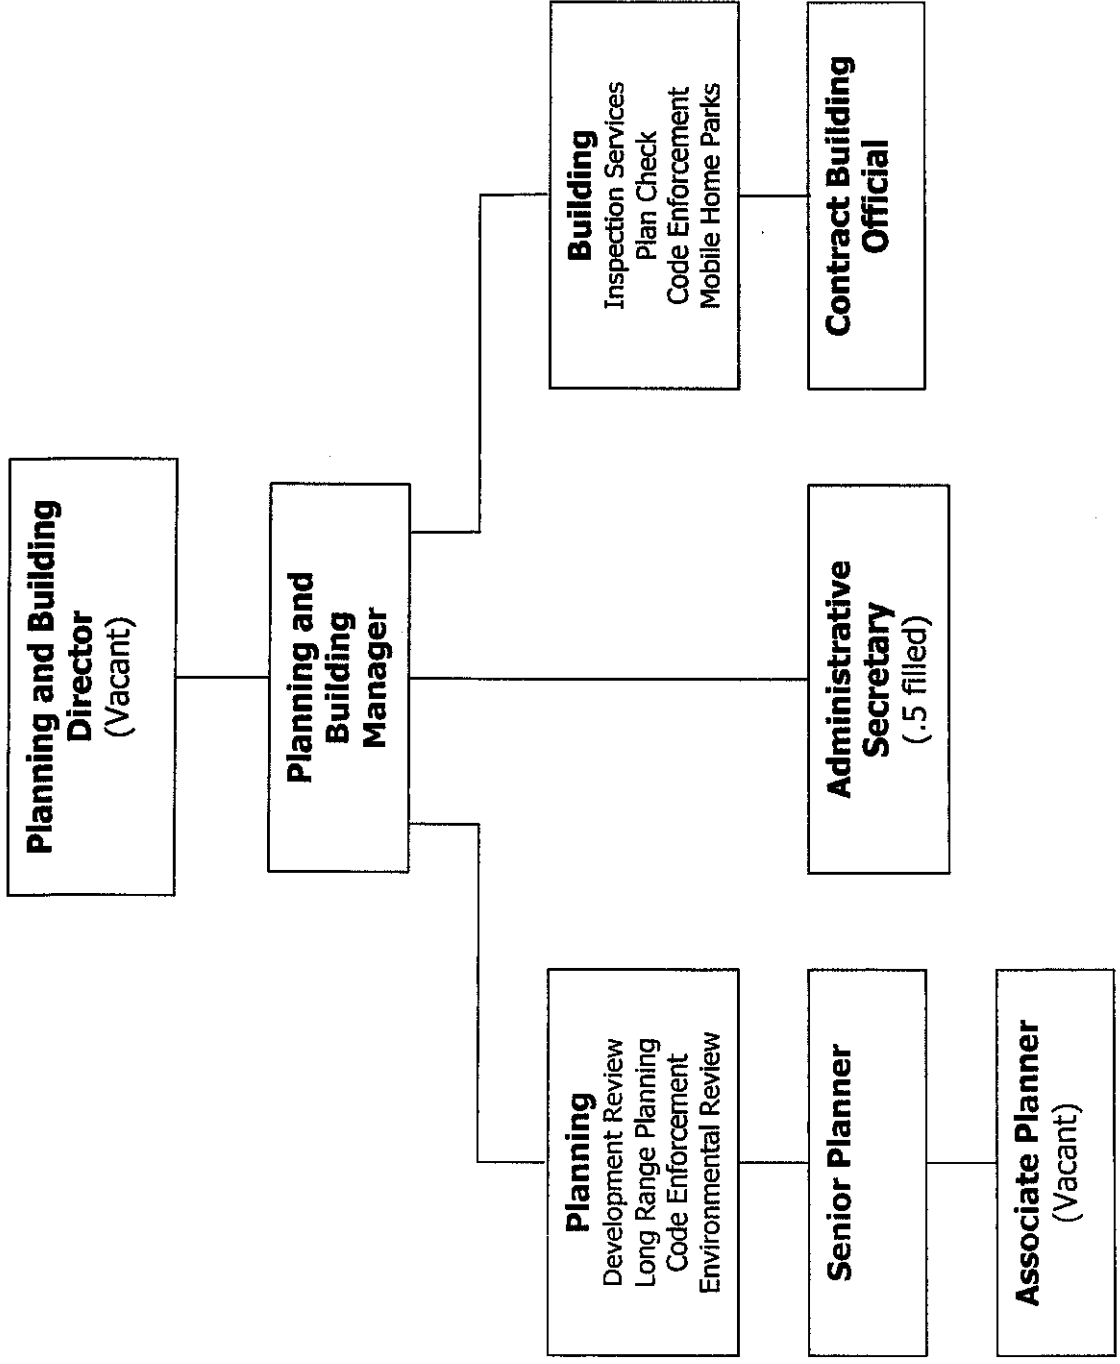 Planning and Building
Director
(Vacant)
Planning and
Building
Manager
Planning
Development Review
Long Range Planning
Code Enforcement
Environmental Review
Building
Inspection Services
Plan Check
Code Enforcement
Mobile Home Parks
Senior Planner
Administrative
Secretary
(.5 filled)
Contract Building
Official
Associate Planner
(Vacant)